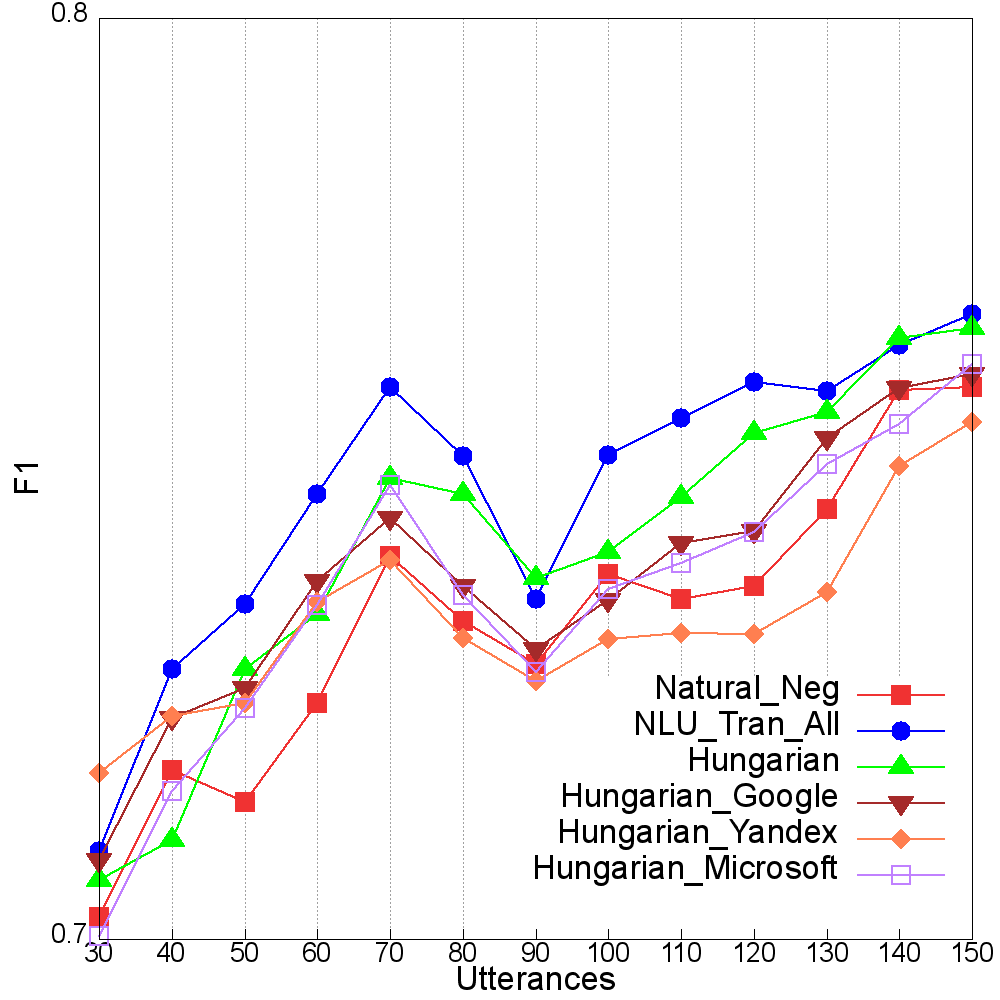 0.8
F1
Natural_Neg
NLU_Tran_All
Hungarian
Hungarian_Google
Hungarian_Yandex
Hungarian_Microsoft
0.7
30 40 50 60 70 80 90 100 110 120 130 140 150
Utterances